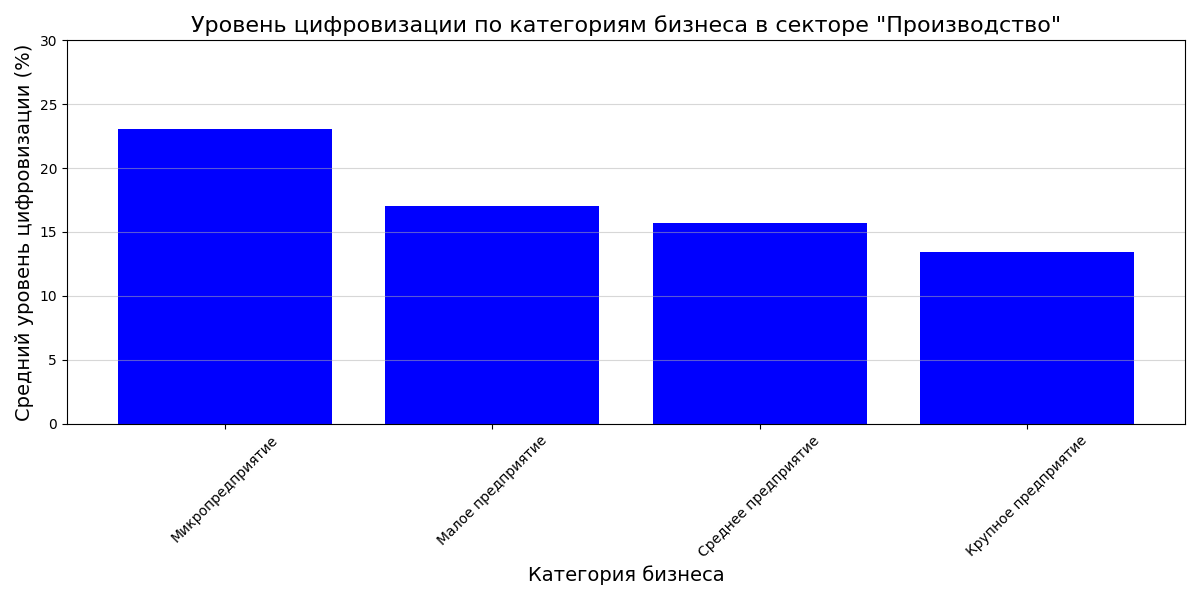 Уровень цифровизации по категориям бизнеса в секторе "Производство"
Средний уровень цифровизации (%)
30
25
20
15
10
5
0
Микропредприятие
Малое предприятие
Среднее предприятие
Крупное предприятие
Категория бизнеса